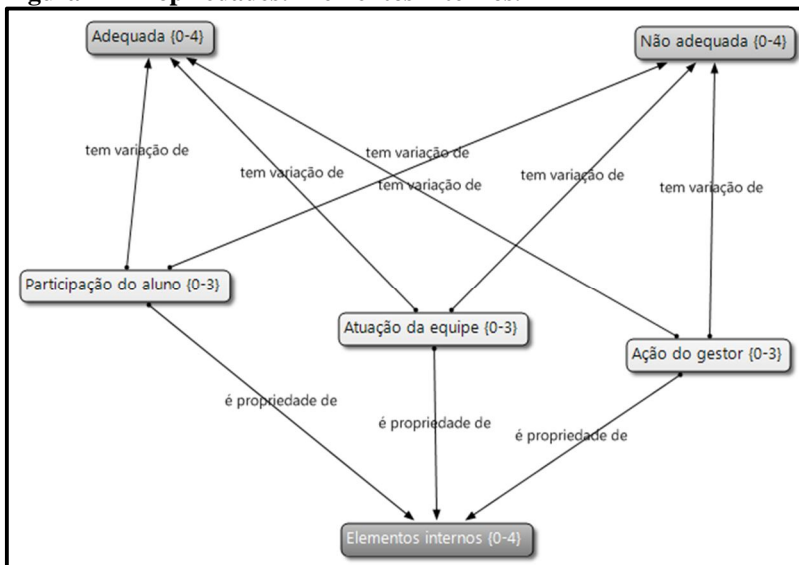 Adequada {0-4}
Não adequada {0-4}
tem variação de
tem variação de
tem variação de
tem variação de
tem variação de
tem variação de
Participação do aluno {0-3}
Atuação da equipe {0-3}
Ação do gestor {0-3}
é propriedade de
é propriedade de
é propriedade de
Elementos internos {0-4}